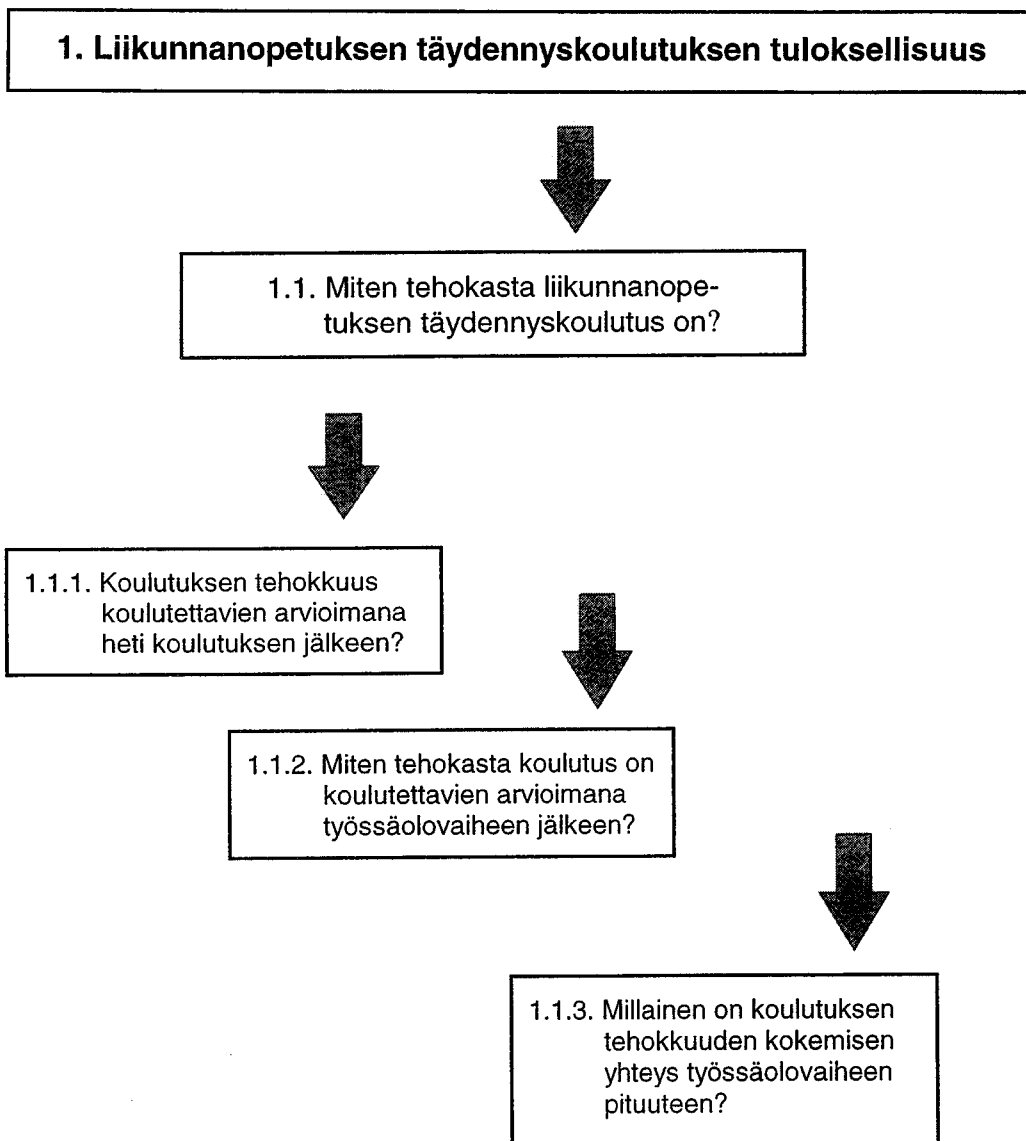 1. Liikunnanopetuksen täydennyskoulutuksen tuloksellisuus
1.1. Miten tehokasta liikunnanope-
tuksen täydennyskoulutus on?
1.1.1. Koulutuksen tehokkuus
koulutettavien arvioimana
heti koulutuksen jälkeen?
1.1.2. Miten tehokasta koulutus on
koulutettavien arvioimana
työssäolovaiheen jälkeen?
1.1.3. Millainen on koulutuksen
tehokkuuden kokemisen
yhteys työssäolovaiheen
pituuteen?